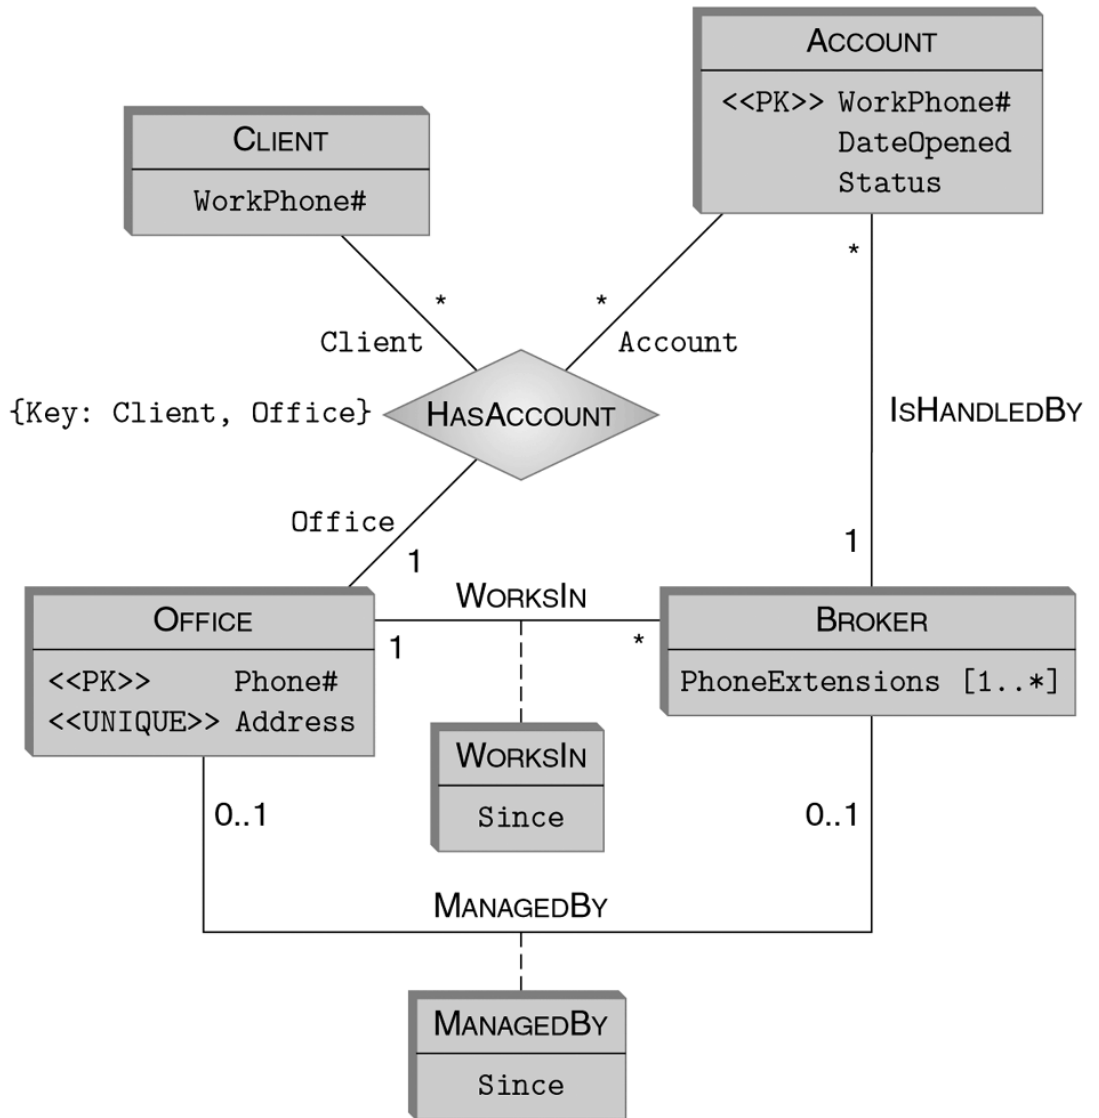 ACCOUNT
<<PK>> WorkPhone#
DateOpened
Status
CLIENT
WorkPhone#
*
*
*
Client
Account
{Key: Client, Office}
HASACCOUNT
ISHANDLEDBY
Office
1
1
WORKSIN
OFFICE
1
*
BROKER
<<PK>> Phone#
<<UNIQUE>> Address
PhoneExtensions [1..*]
WORKSIN
Since
0..1
0..1
MANAGEDBY
MANAGEDBY
Since